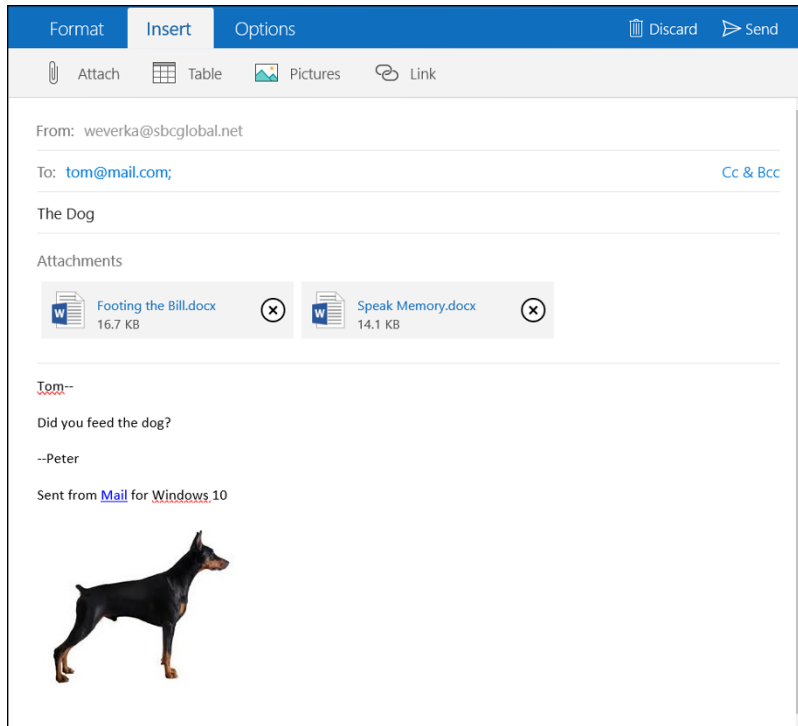 Format Insert Options Discard Send
Attach Table Pictures Link
From: weverka@sbcglobal.net
To: tom@mail.com; Cc & Bcc
The Dog
Attachments
Footing the Bill.docx Speak Memory.docx
16.7 KB 14.1 KB
Tom--
Did you feed the dog?
--Peter
Sent from Mail for Windows 10